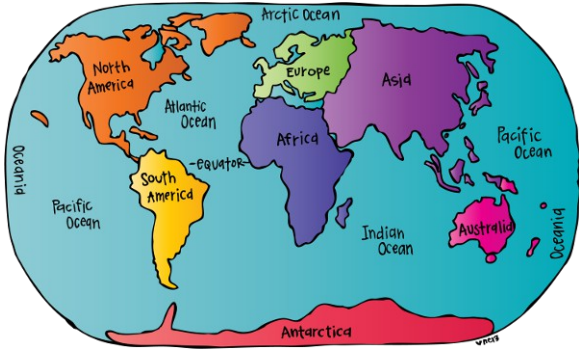 Arctic Ocean
North
America
Europe
Asia
Atlantic
Ocean
Africa
Pacific
Ocean
Oceania
-equator-
South
America
Pacific
Ocean
Indian
Ocean
Australia
Oceania
Antarctica